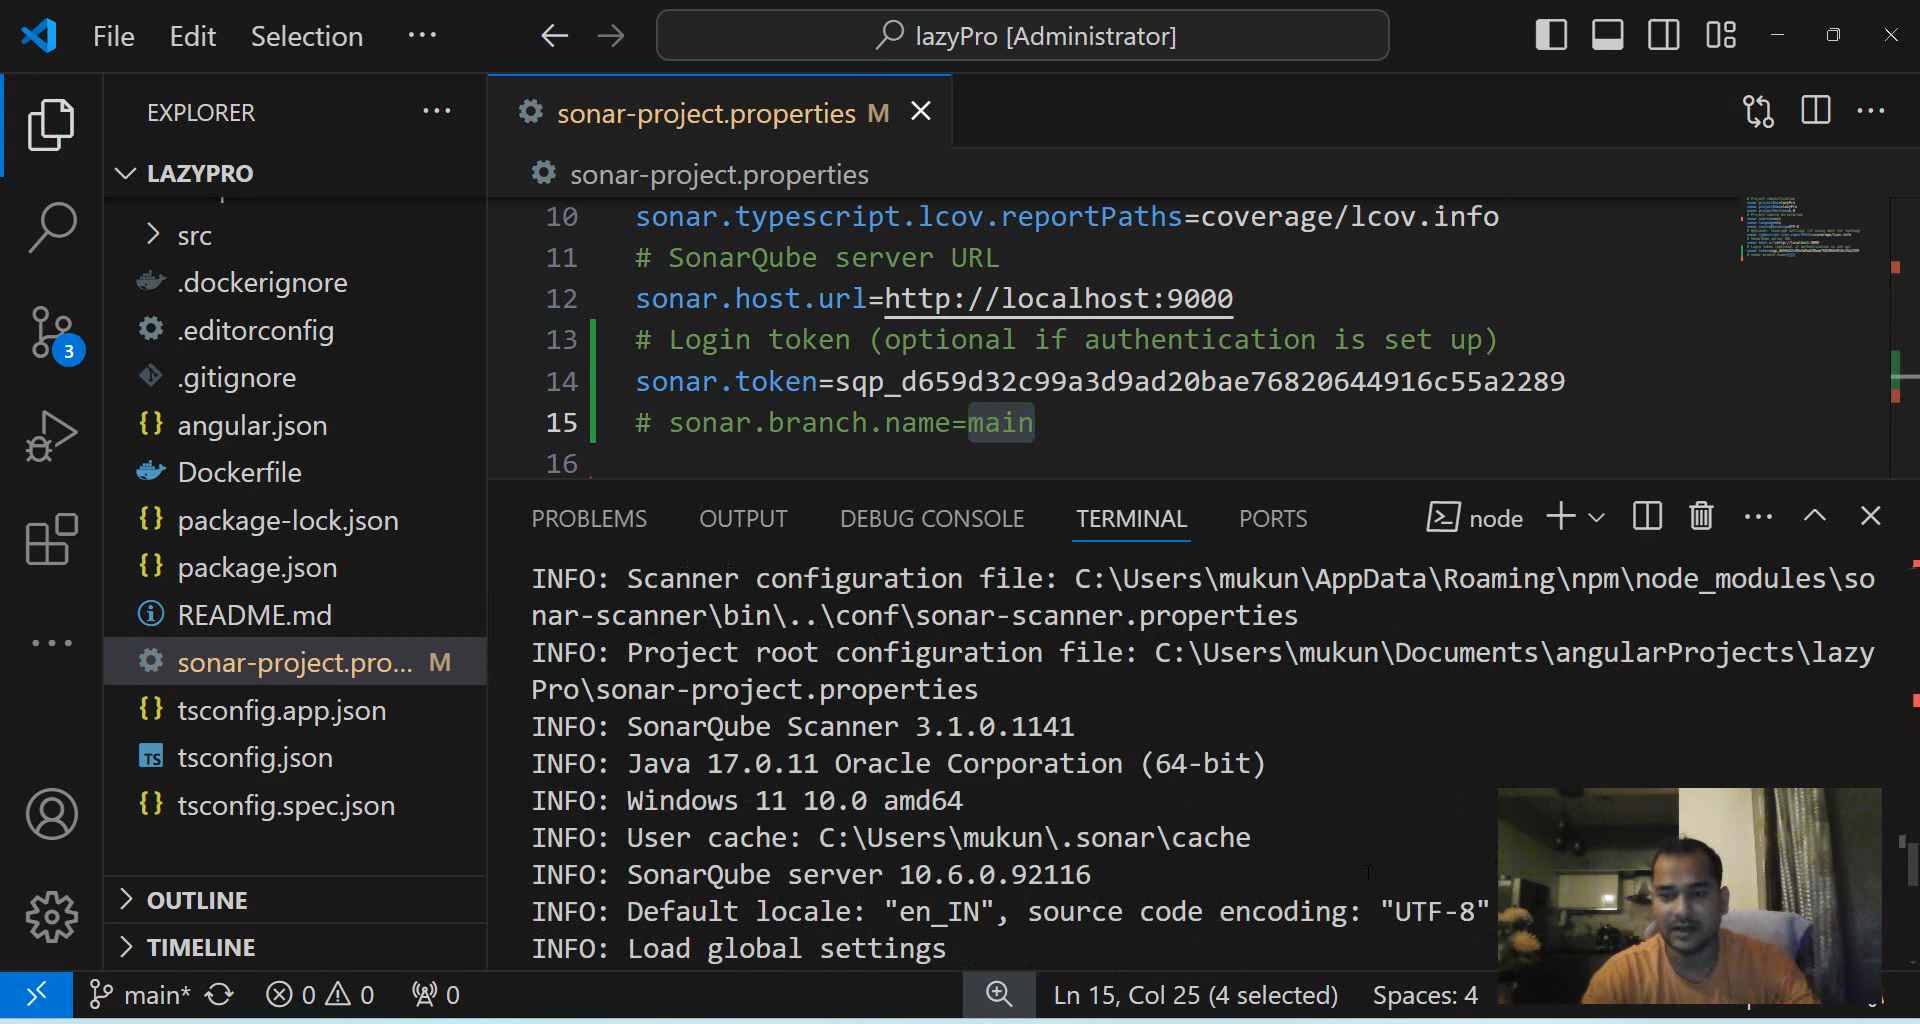 File Edit Selection ··· lazyPro [Administrator]
EXPLORER ···
LAZYPRO
src
.dockerignore
.editorconfig
.gitignore
angular.json
Dockerfile
package-lock.json
package.json
README.md
sonar-project.pro... M
tsconfig.app.json
tsconfig.json
tsconfig.spec.json
OUTLINE
TIMELINE
3
sonar-project.properties M
sonar-project.properties
10 sonar.typescript.lcov.reportPaths=coverage/lcov.info
11 # SonarQube server URL
12 sonar.host.url=http://localhost:9000
13 # Login token (optional if authentication is set up)
14 sonar.token=sqp_d659d32c99a3d9ad20bae76820644916c55a2289
15 # sonar.branch.name=main
16
PROBLEMS OUTPUT DEBUG CONSOLE TERMINAL PORTS node
INFO: Scanner configuration file: C:\Users\mukun\AppData\Roaming\npm\node_modules\so
nar-scanner\bin\..\conf\sonar-scanner.properties
INFO: Project root configuration file: C:\Users\mukun\Documents\angularProjects\lazy
Pro\sonar-project.properties
INFO: SonarQube Scanner 3.1.0.1141
INFO: Java 17.0.11 Oracle Corporation (64-bit)
INFO: Windows 11 10.0 amd64
INFO: User cache: C:\Users\mukun\.sonar\cache
INFO: SonarQube server 10.6.0.92116
INFO: Default locale: "en_IN", source code encoding: "UTF-8"
INFO: Load global settings
main* 0 0 0 Ln 15, Col 25 (4 selected) Spaces: 4